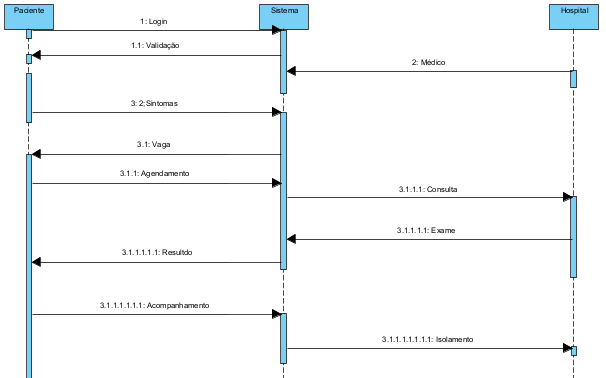 Paciente
Sistema
Hospital
1: Login
1.1: Validação
2: Médico
3: 2;Sintomas
3.1: Vaga
3.1.1: Agendamento
3.1.1.1: Consulta
3.1.1.1.1: Exame
3.1.1.1.1.1: Resultdo
3.1.1.1.1.1.1: Acompanhamento
3.1.1.1.1.1.1.1: Isolamento